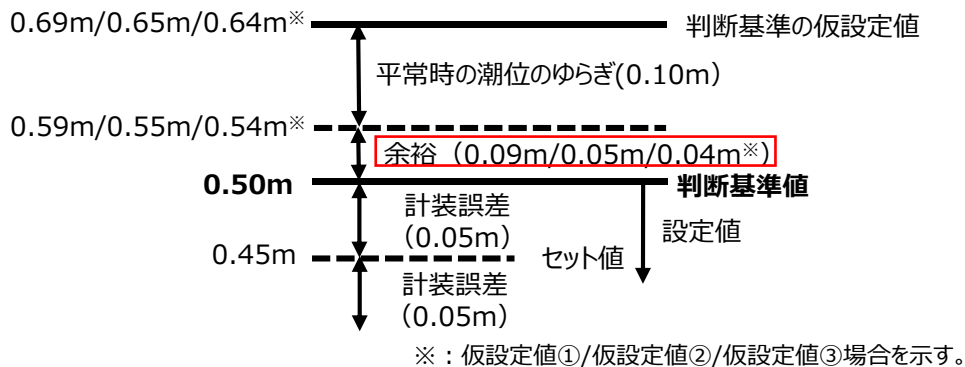 0.69m/0.65m/0.64m※
判断基準の仮設定値
平常時の潮位のゆらぎ(0.10m）
0.59m/0.55m/0.54m※
余裕（0.09m/0.05m/0.04m※）
0.50m
判断基準値
計装誤差
（0.05m）
設定値
0.45m
セット値
計装誤差
（0.05m）
※：仮設定値①/仮設定値②/仮設定値③場合を示す。